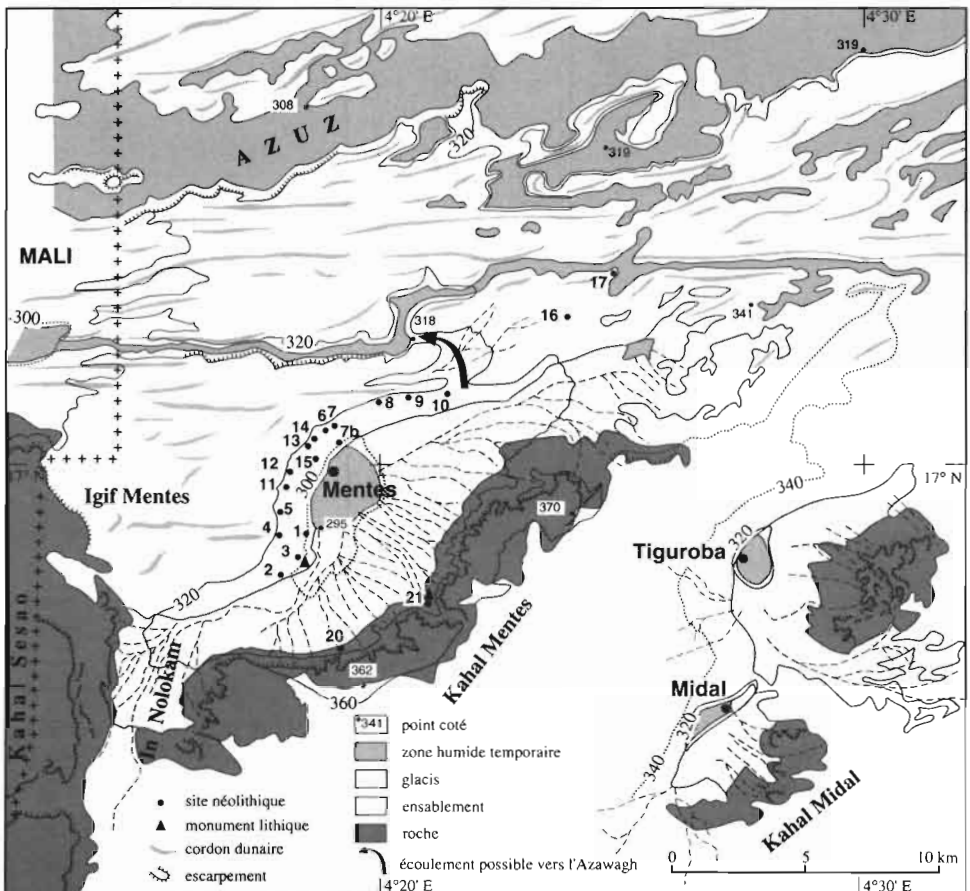 4°20' E
4°30' E
319
308
A Z U Z
320
319
MALI
17
341
300
318
16
320
8
9
10
6 7
14
7b
13
15
12
300
Mentes
17° N
11
370
340
Igif Mentes
5
295
4
1
320
Tiguroba
3
2
21
320
20
Kahal Mentes
362
Midal
Kahal Sesao
In Nolokam
360
320
340
Kahal Midal
341 point coté
zone humide temporaire
glacis
ensablement
roche
écoulement possible vers l'Azawagh
site néolithique
monument lithique
cordon dunaire
escarpement
0 5 10 km
4°20' E
4°30' E